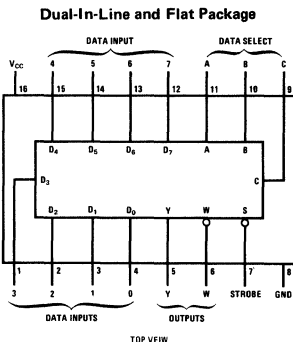 Dual-In-Line and Flat Package
DATA INPUT DATA SELECT
VCC 4 5 6 7 A B C
16 15 14 13 12 11 10 9
D4 D5 D6 D7 A B
D3 C
D2 D1 D0 Y W S
1 2 3 4 5 6 7 8
3 2 1 0 Y W STROBE GND
DATA INPUTS OUTPUTS
TOP VEIW